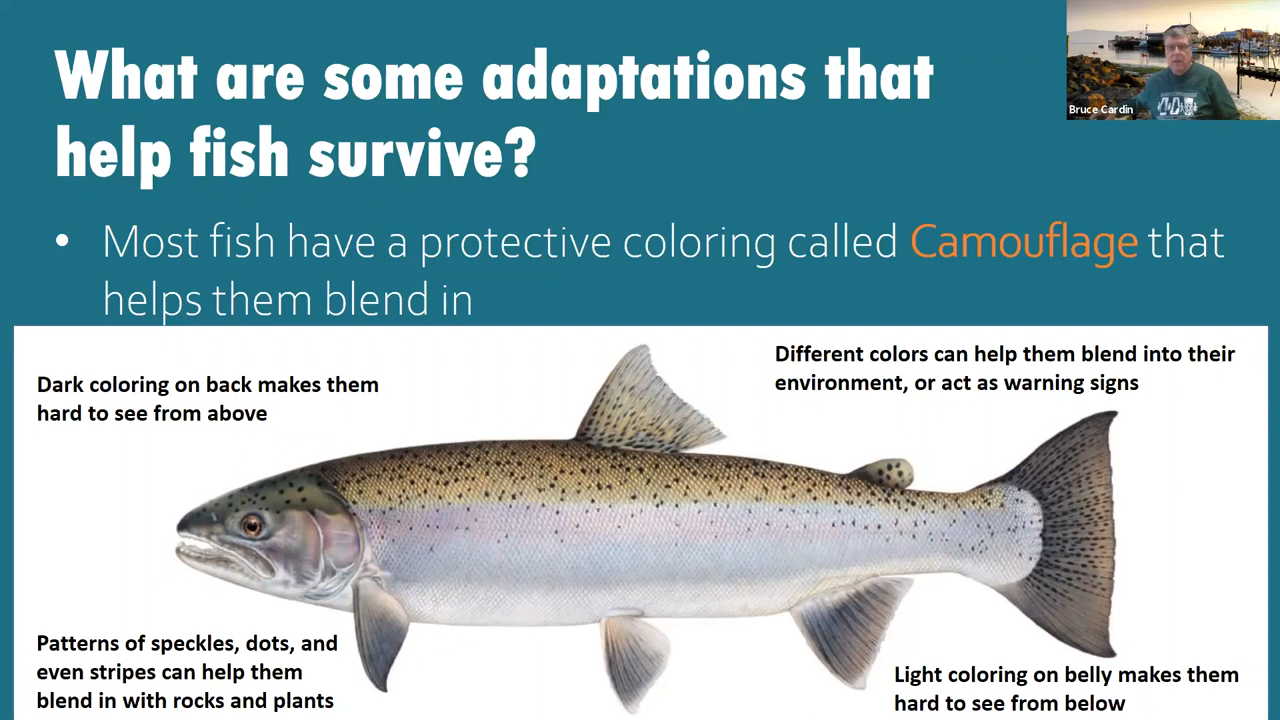 What are some adaptations that
help fish survive?
Bruce Cardin
• Most fish have a protective coloring called Camouflage that
helps them blend in
Different colors can help them blend into their
environment, or act as warning signs
Dark coloring on back makes them
hard to see from above
Patterns of speckles, dots, and
even stripes can help them
blend in with rocks and plants
Light coloring on belly makes them
hard to see from below